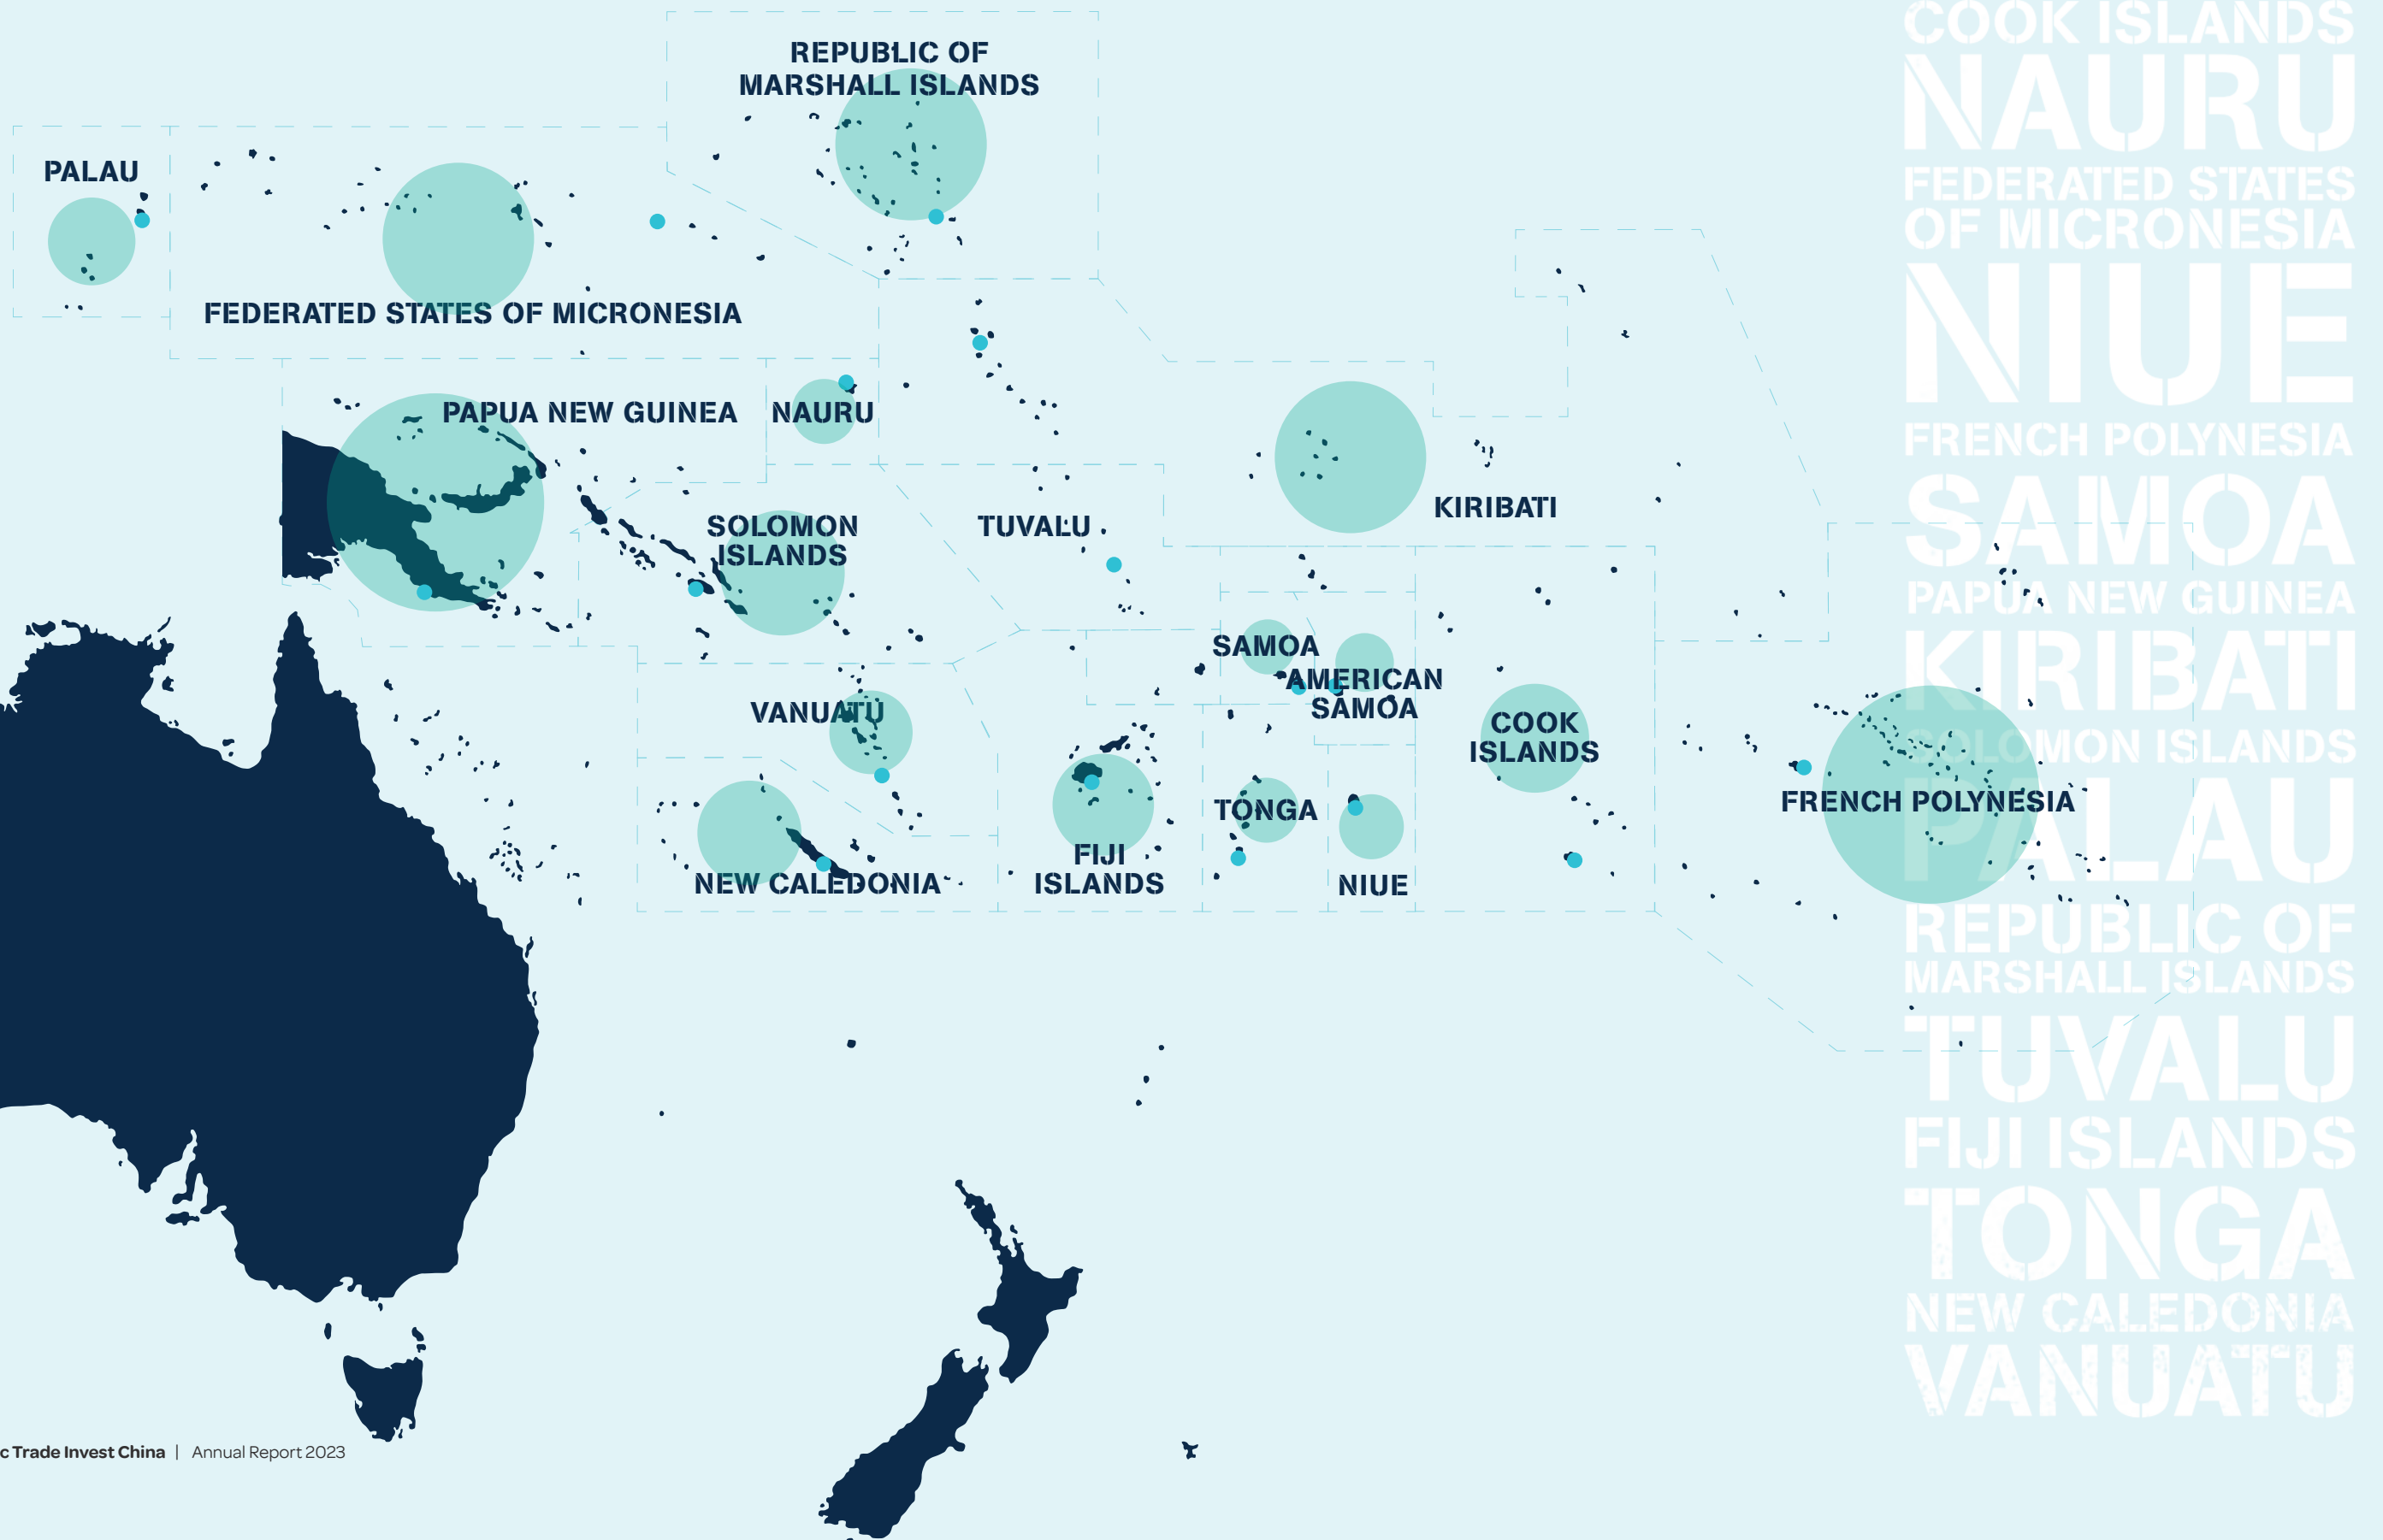 REPUBLIC OF
MARSHALL ISLANDS
PALAU
FEDERATED STATES OF MICRONESIA
PAPUA NEW GUINEA
NAURU
SOLOMON
ISLANDS
TUVALU
KIRIBATI
SAMOA
AMERICAN
SAMOA
VANUATU
COOK
ISLANDS
TONGA
FRENCH POLYNESIA
FIJI
ISLANDS
NEW CALEDONIA
NIUE
COOK ISLANDS
NAURU
FEDERATED STATES
OF MICRONESIA
NIUE
FRENCH POLYNESIA
SAMOA
PAPUA NEW GUINEA
KIRIBATI
SOLOMON ISLANDS
PALAU
REPUBLIC OF
MARSHALL ISLANDS
TUVALU
FIJI ISLANDS
TONGA
NEW CALEDONIA
VANUATU
c Trade Invest China | Annual Report 2023